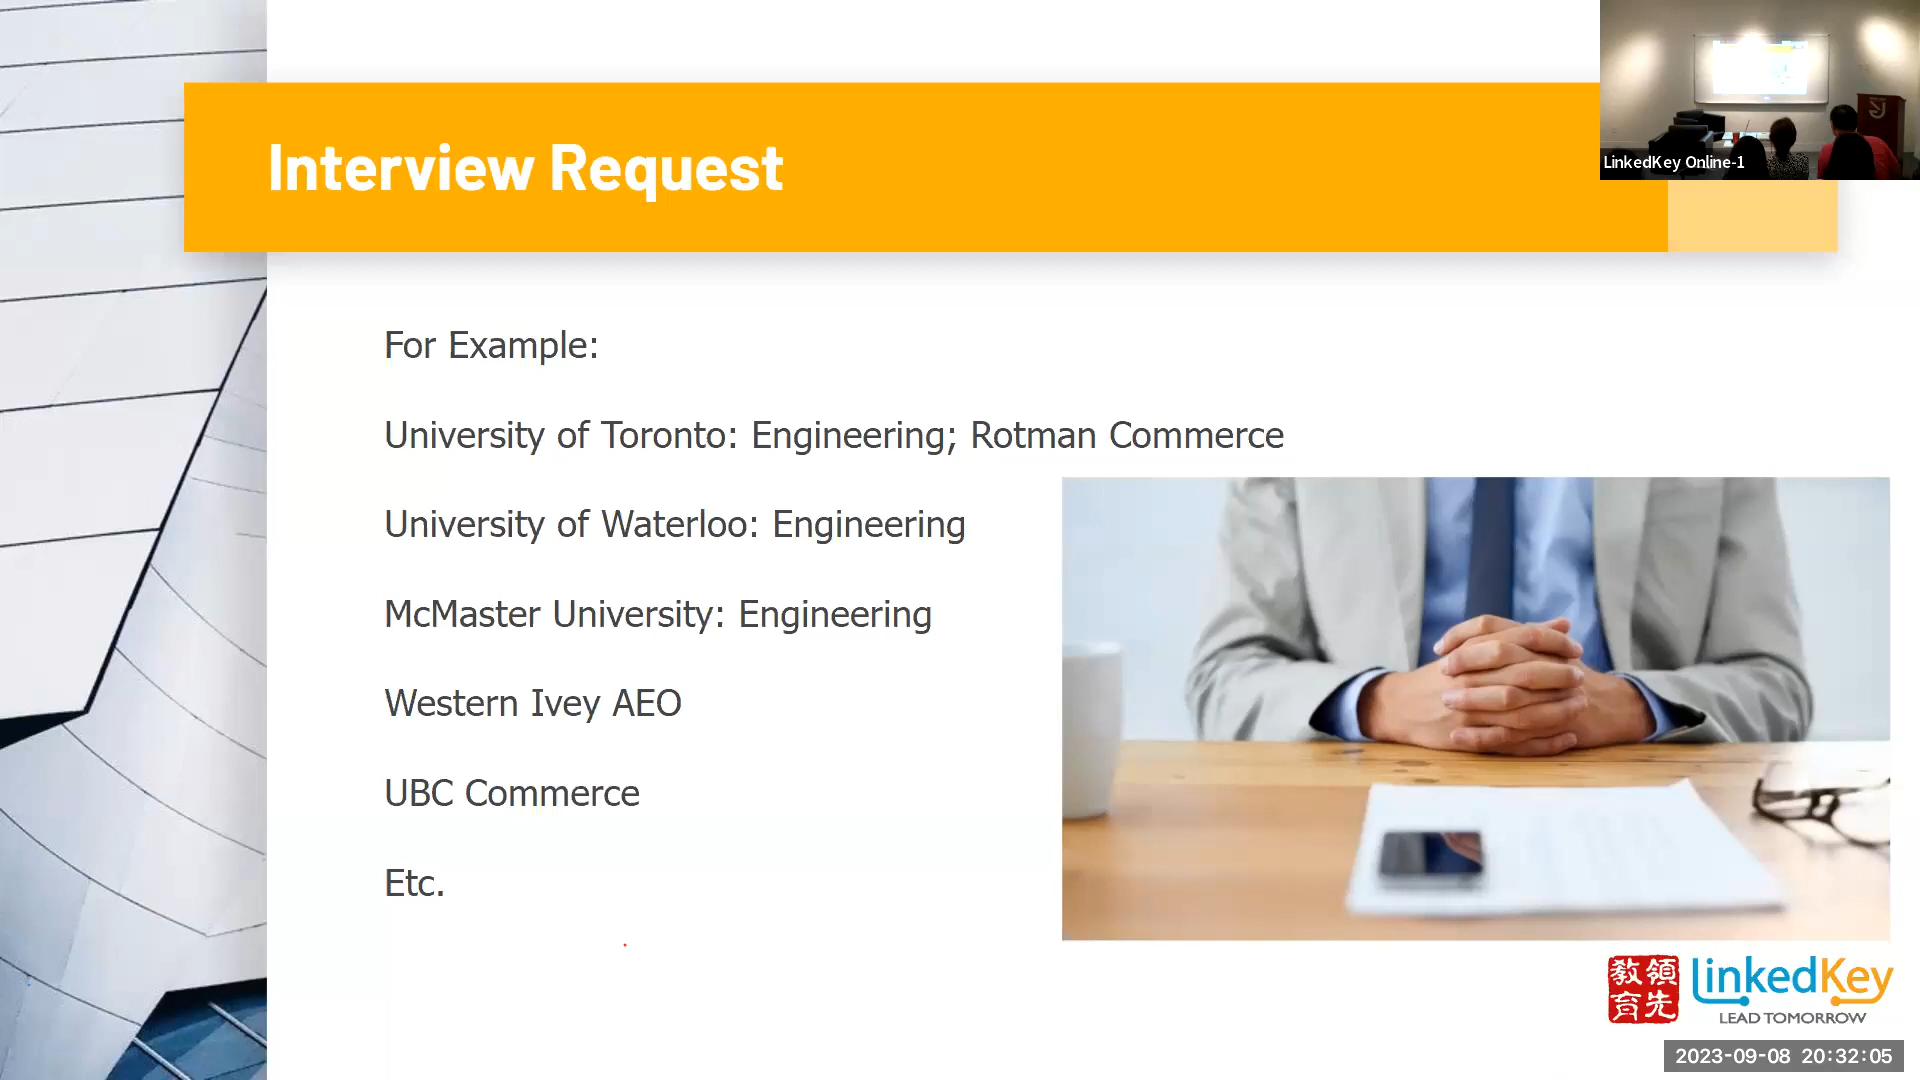 Interview Request
LinkedKey Online-1
For Example:
University of Toronto: Engineering; Rotman Commerce
University of Waterloo: Engineering
McMaster University: Engineering
Western Ivey AEO
UBC Commerce
Etc.
教領
育先
LinkedKey
LEAD TOMORROW
2023-09-08 20:32:05